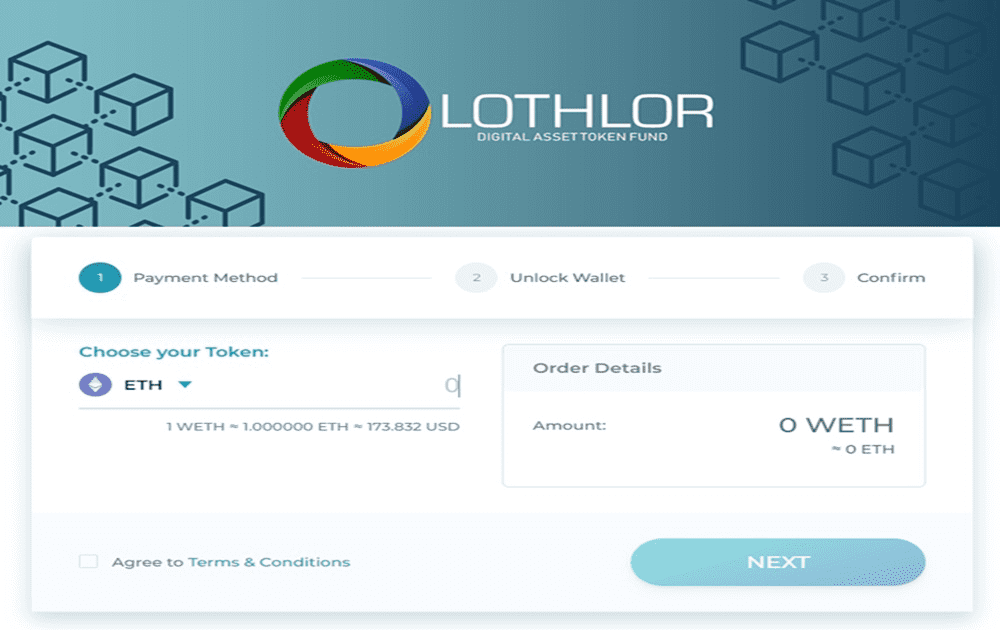 LOTHLOR
DIGITAL ASSET TOKEN FUND
1 Payment Method
2 Unlock Wallet
3 Confirm
Choose your Token:
ETH 0
1 WETH ≈ 1.000000 ETH ≈ 173.832 USD
Order Details
Amount: 0 WETH
≈ 0 ETH
Agree to Terms & Conditions
NEXT